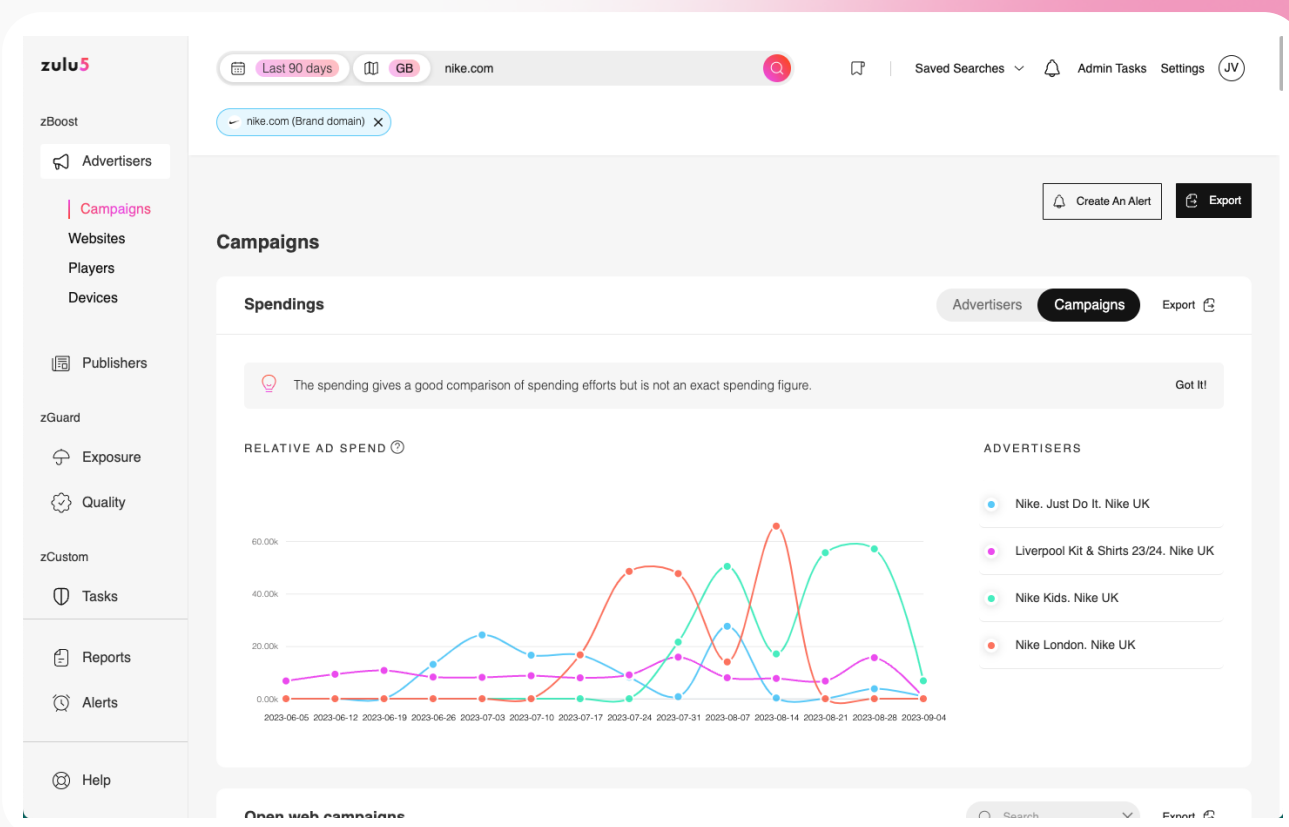 zulu5
Last 90 days GB nike.com
Saved Searches Admin Tasks Settings JV
nike.com (Brand domain)
zBoost
Advertisers
Campaigns
Websites
Players
Devices
Publishers
zGuard
Exposure
Quality
zCustom
Tasks
Reports
Alerts
Help
Create An Alert Export
Campaigns
Spendings Advertisers Campaigns Export
The spending gives a good comparison of spending efforts but is not an exact spending figure. Got It!
RELATIVE AD SPEND ?
60.00k
40.00k
20.00k
0.00k
2023-06-05 2023-06-12 2023-06-19 2023-06-26 2023-07-03 2023-07-10 2023-07-17 2023-07-24 2023-07-31 2023-08-07 2023-08-14 2023-08-21 2023-08-28 2023-09-04
ADVERTISERS
Nike. Just Do It. Nike UK
Liverpool Kit & Shirts 23/24. Nike UK
Nike Kids. Nike UK
Nike London. Nike UK
Open web campaigns Search Export